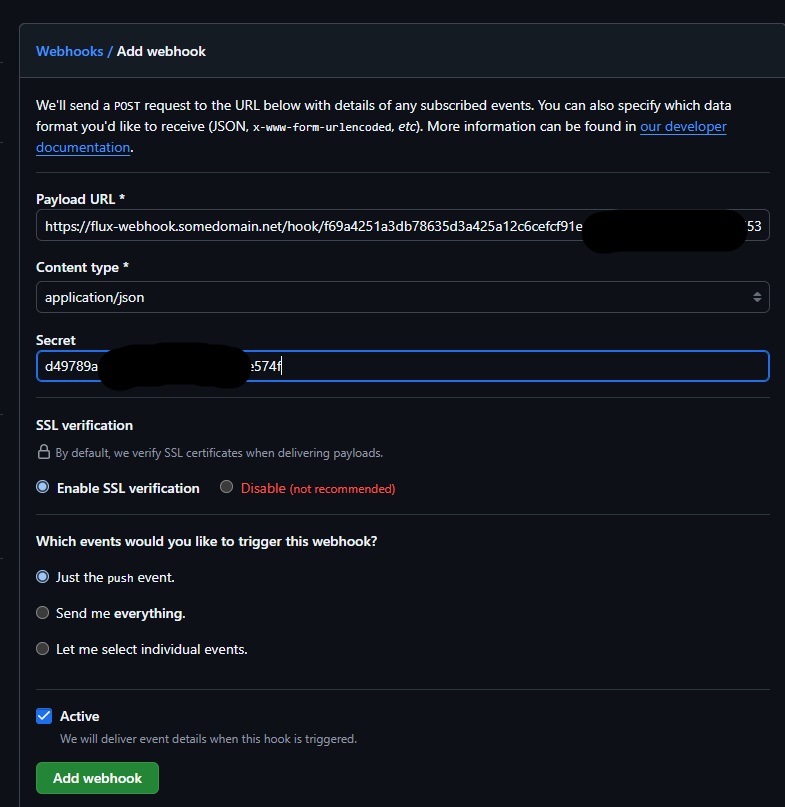 Webhooks / Add webhook
We'll send a POST request to the URL below with details of any subscribed events. You can also specify which data
format you'd like to receive (JSON, x-www-form-urlencoded, etc). More information can be found in our developer
documentation.
Payload URL *
https://flux-webhook.somedomain.net/hook/f69a4251a3db78635d3a425a12c6cefcf91e 53
Content type *
application/json
Secret
d49789a e574f
SSL verification
By default, we verify SSL certificates when delivering payloads.
Enable SSL verification Disable (not recommended)
Which events would you like to trigger this webhook?
Just the push event.
Send me everything.
Let me select individual events.
Active
We will deliver event details when this hook is triggered.
Add webhook